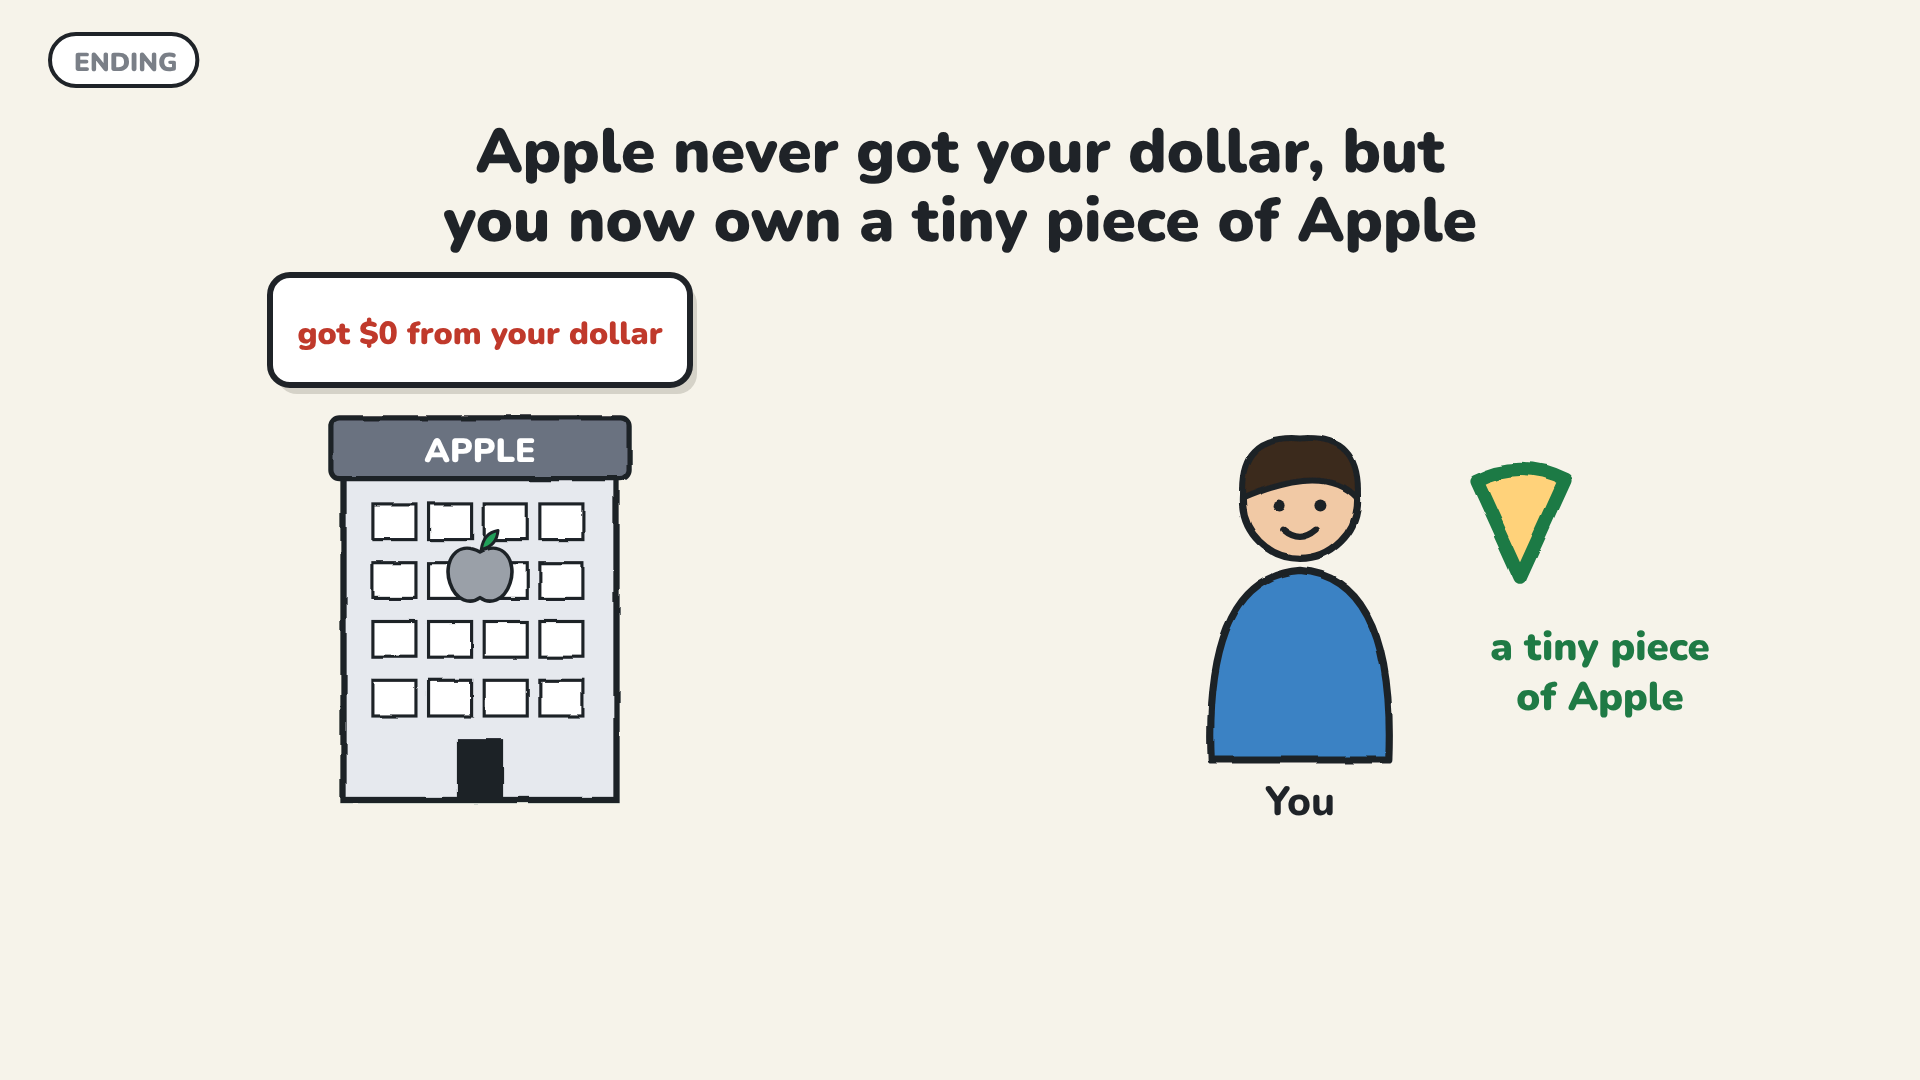 ENDING
Apple never got your dollar, but
you now own a tiny piece of Apple
got $0 from your dollar
APPLE
a tiny piece
of Apple
You